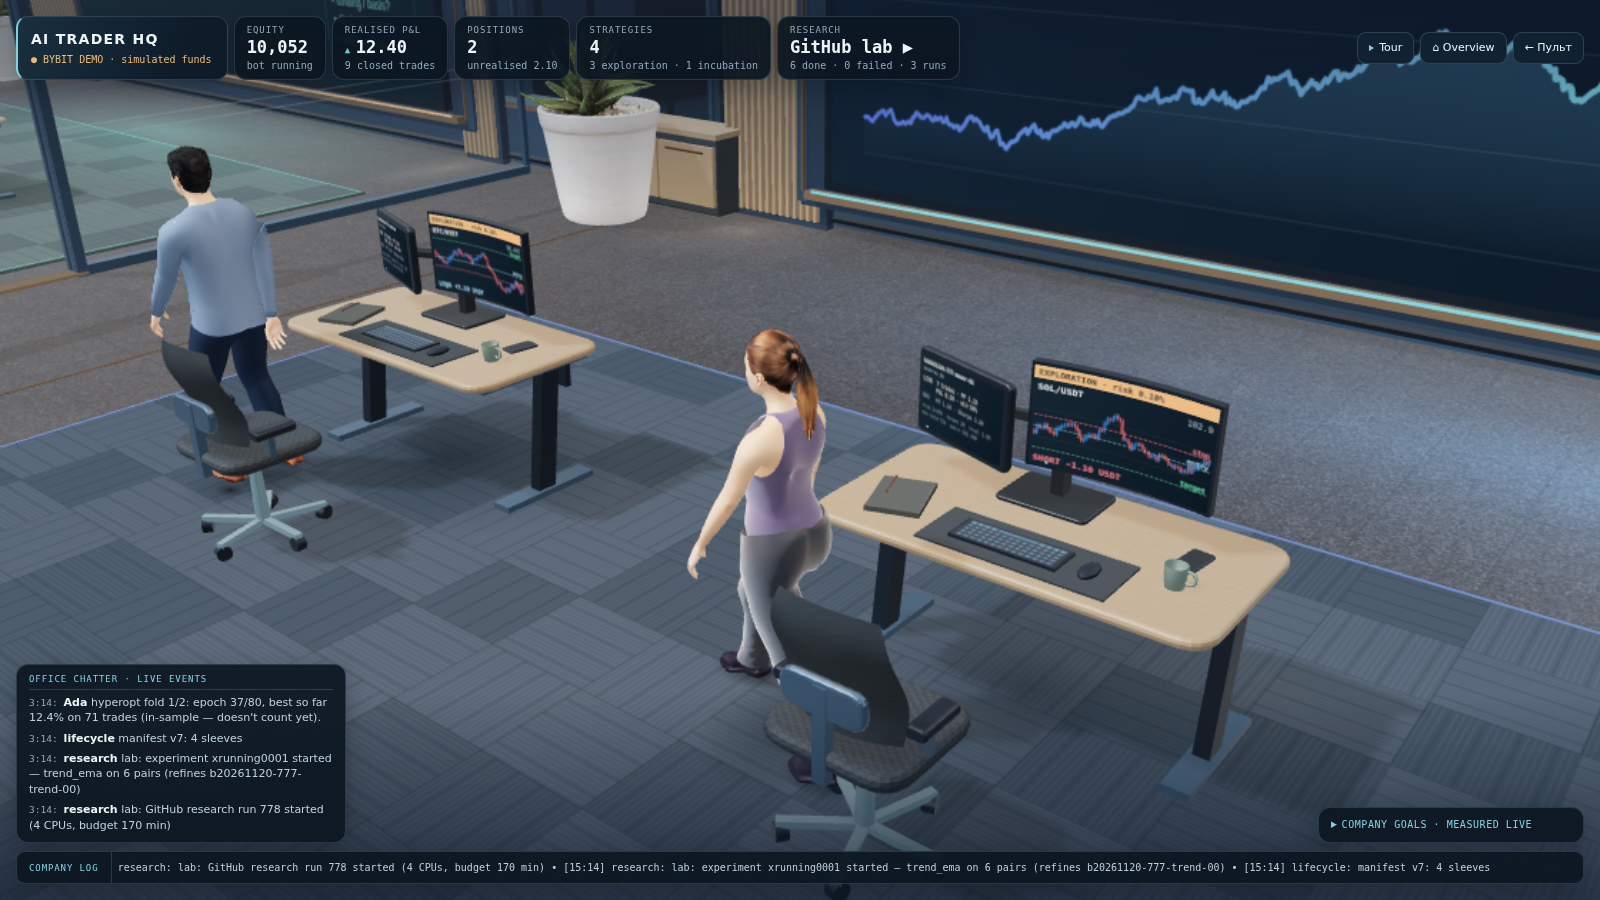 AI TRADER HQ
● BYBIT DEMO · simulated funds
EQUITY
10,052
bot running
REALISED P&L
▲ 12.40
9 closed trades
POSITIONS
2
unrealised 2.10
STRATEGIES
4
3 exploration · 1 incubation
RESEARCH
GitHub lab ▶
6 done · 0 failed · 3 runs
▶ Tour
⌂ Overview
← Пульт
EXPLORATION · risk 0.10%
SOL/USDT
102.9
stop
SHORT -1.30 USDT
target
OFFICE CHATTER · LIVE EVENTS
3:14: Ada hyperopt fold 1/2: epoch 37/80, best so far
12.4% on 71 trades (in-sample — doesn't count yet).
3:14: lifecycle manifest v7: 4 sleeves
3:14: research lab: experiment xrunning0001 started
— trend_ema on 6 pairs (refines b20261120-777-
trend-00)
3:14: research lab: GitHub research run 778 started
(4 CPUs, budget 170 min)
▶ COMPANY GOALS · MEASURED LIVE
COMPANY LOG
research: lab: GitHub research run 778 started (4 CPUs, budget 170 min) • [15:14] research: lab: experiment xrunning0001 started — trend_ema on 6 pairs (refines b20261120-777-trend-00) • [15:14] lifecycle: manifest v7: 4 sleeves